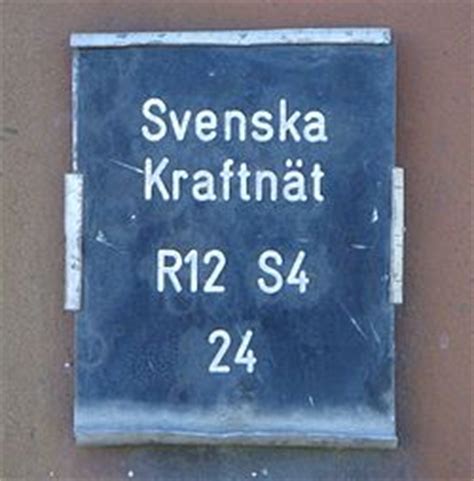 Svenska
Kraftnät
R12 S4
24